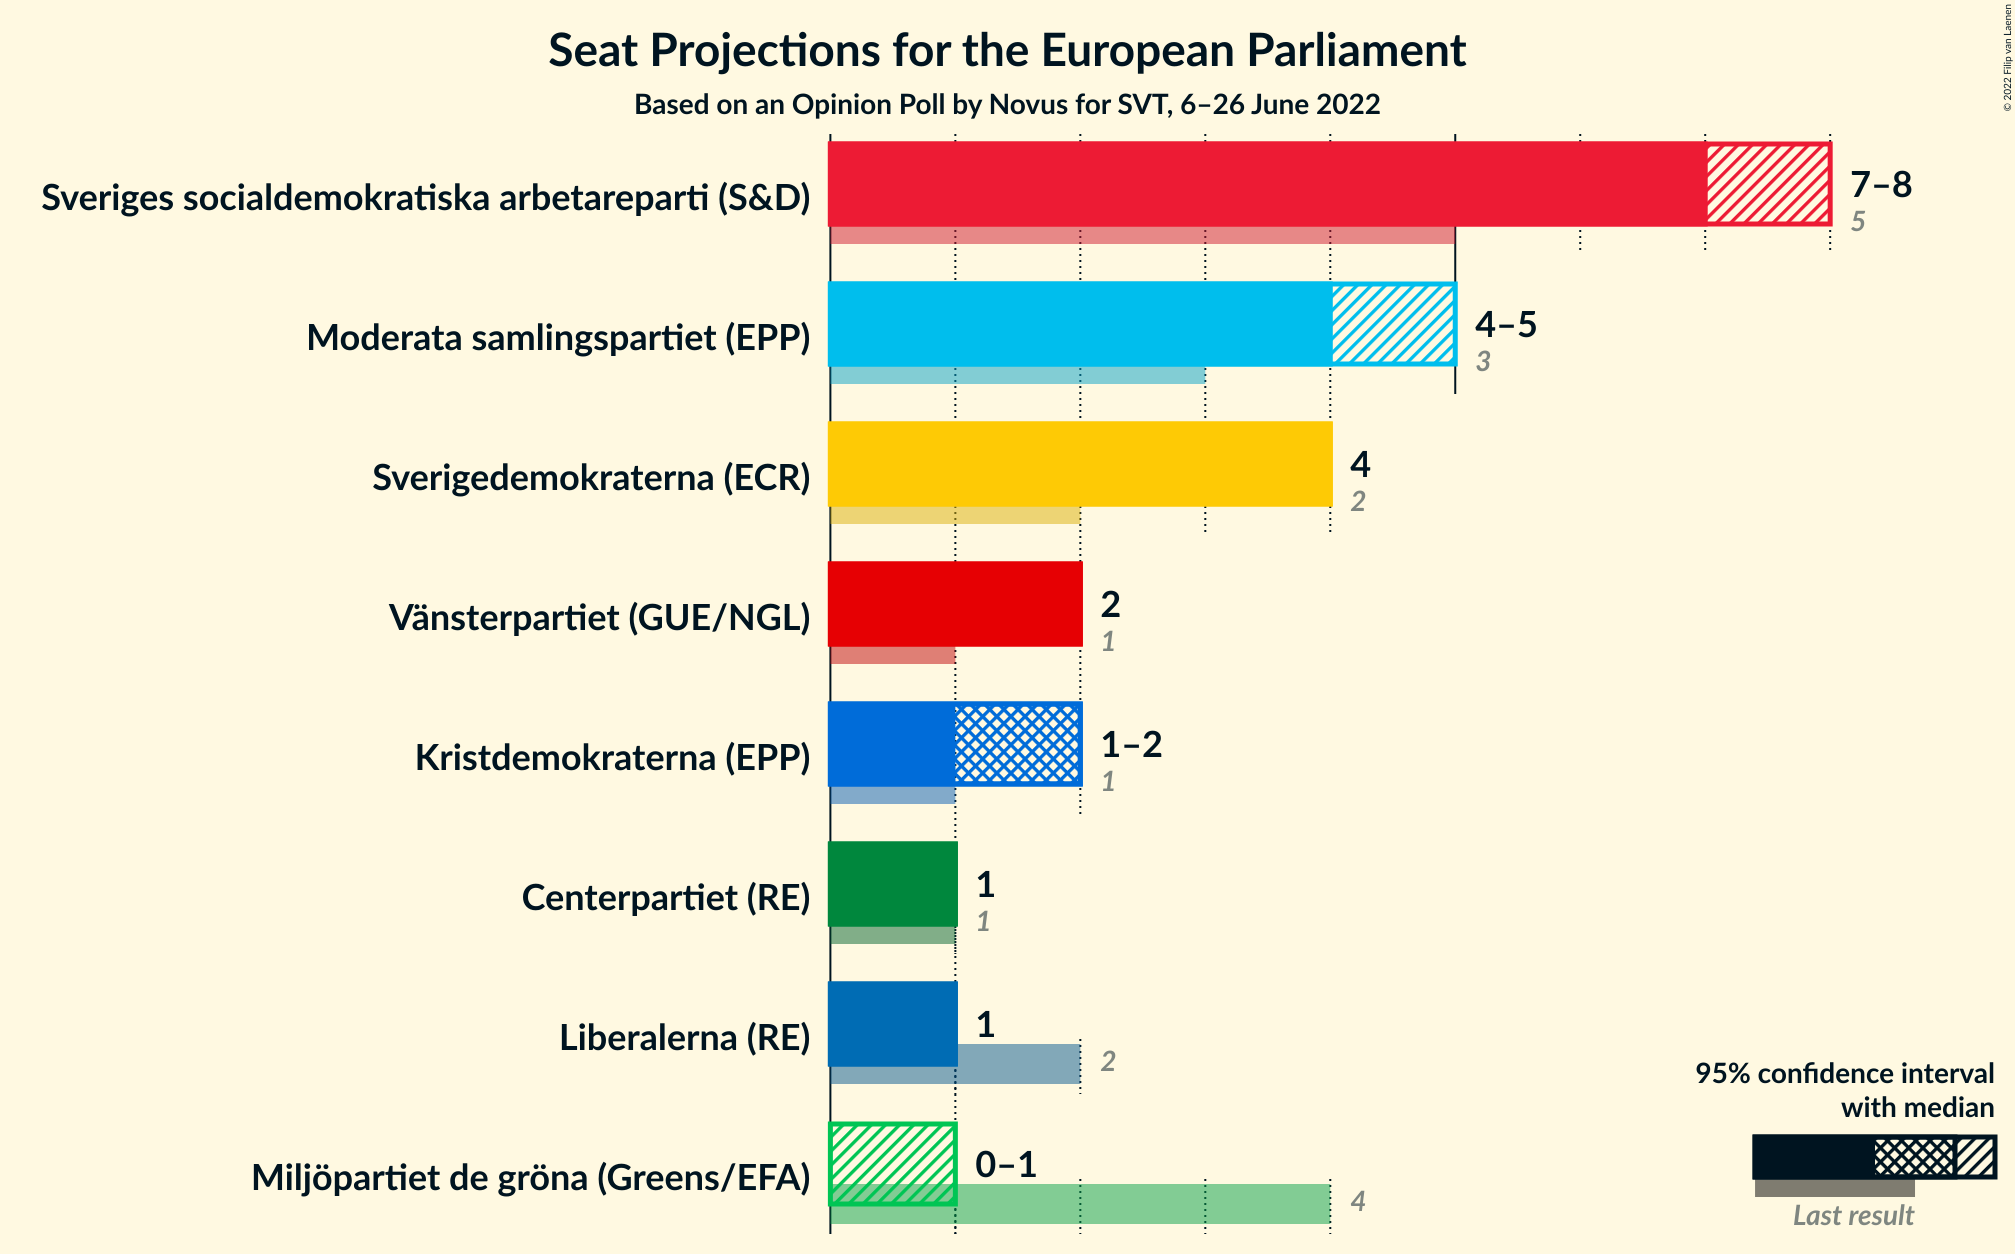 Seat Projections for the European Parliament
Based on an Opinion Poll by Novus for SVT, 6–26 June 2022
© 2022 Filip van Laenen
Sveriges socialdemokratiska arbetareparti (S&D)
7–8
5
Moderata samlingspartiet (EPP)
4–5
3
Sverigedemokraterna (ECR)
4
2
Vänsterpartiet (GUE/NGL)
2
1
Kristdemokraterna (EPP)
1–2
1
Centerpartiet (RE)
1
1
Liberalerna (RE)
1
2
Miljöpartiet de gröna (Greens/EFA)
0–1
4
95% confidence interval
with median
Last result